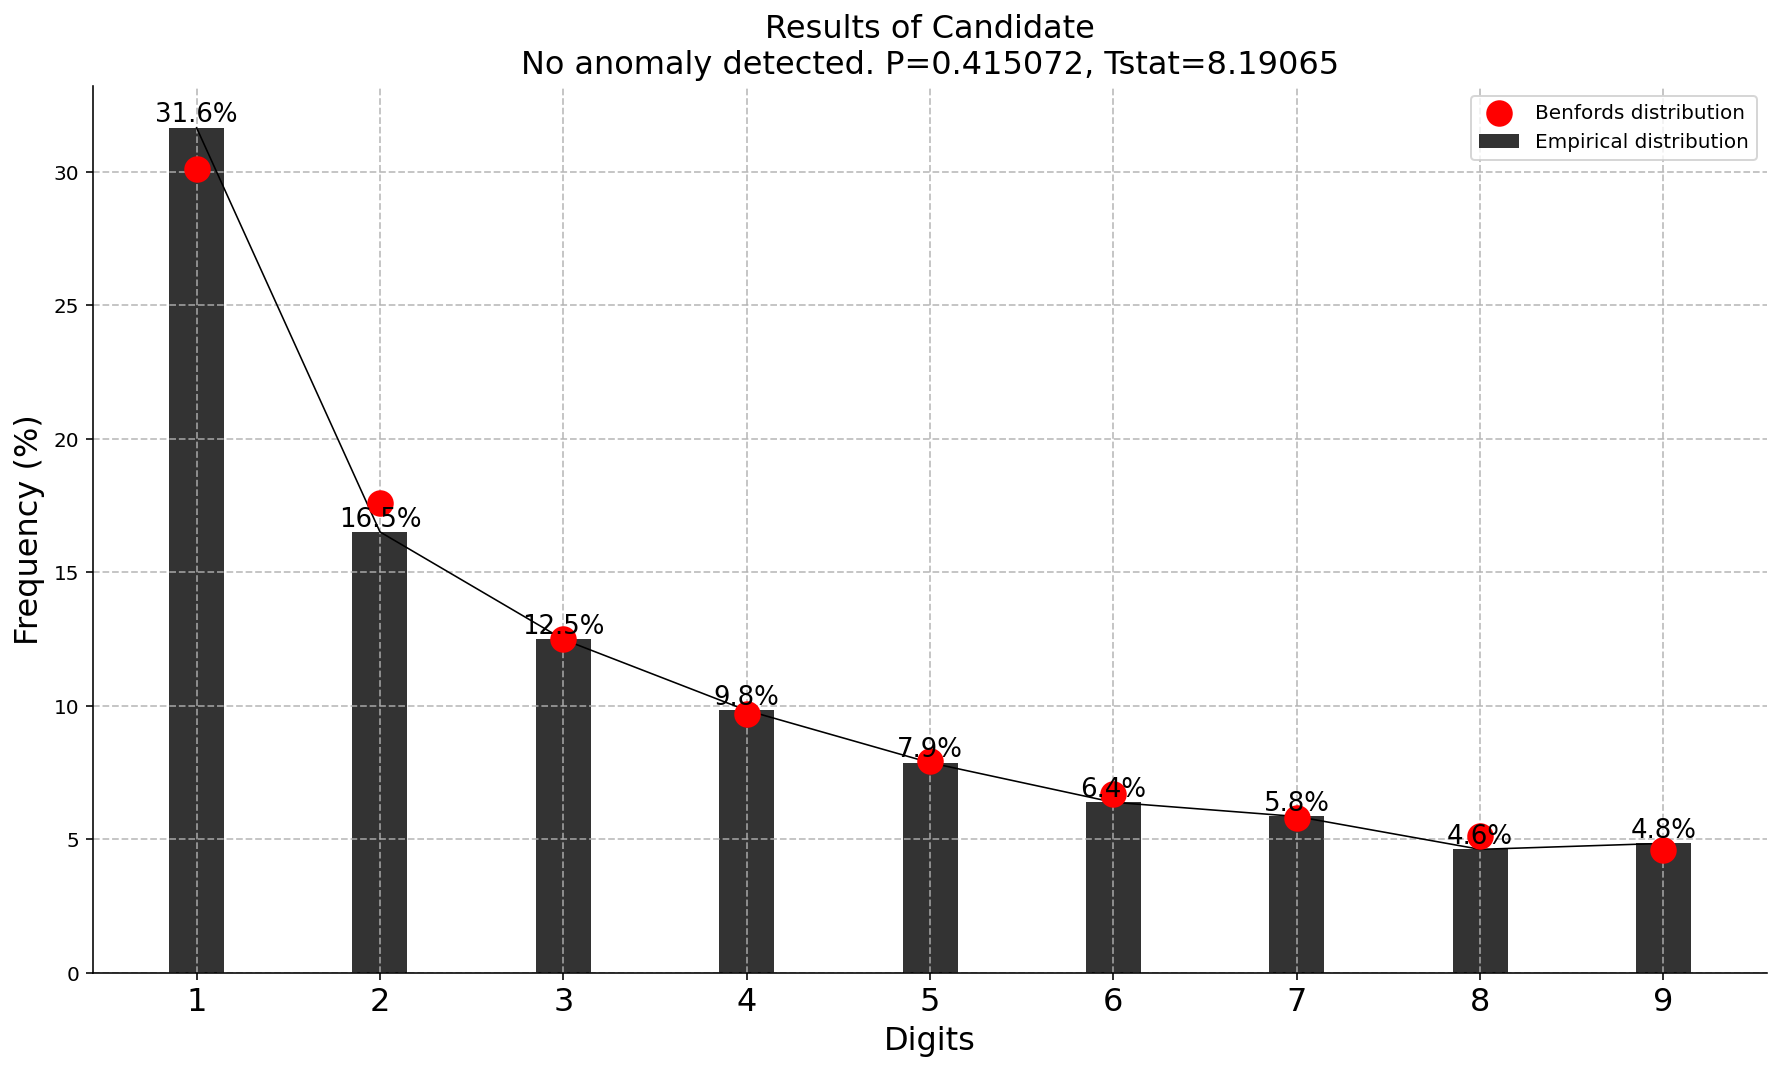 Results of Candidate
No anomaly detected. P=0.415072, Tstat=8.19065
Benfords distribution
Empirical distribution
31.6%
16.5%
12.5%
9.8%
7.9%
6.4%
5.8%
4.6%
4.8%
30
25
20
15
10
5
0
Frequency (%)
1 2 3 4 5 6 7 8 9
Digits